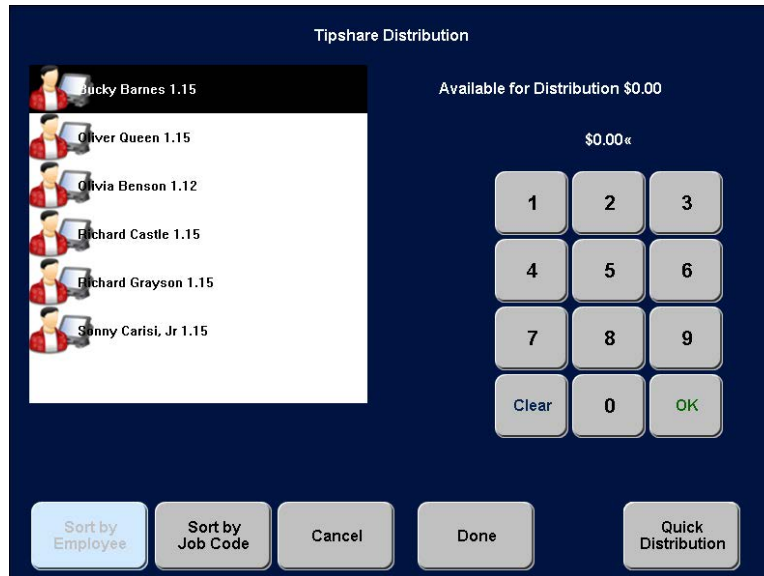 Tipshare Distribution
Bucky Barnes 1.15
Oliver Queen 1.15
Olivia Benson 1.12
Richard Castle 1.15
Richard Grayson 1.15
Sonny Carisi, Jr 1.15
Available for Distribution $0.00
$0.00«
1 2 3
4 5 6
7 8 9
Clear 0 OK
Sort by
Employee
Sort by
Job Code
Cancel
Done
Quick
Distribution